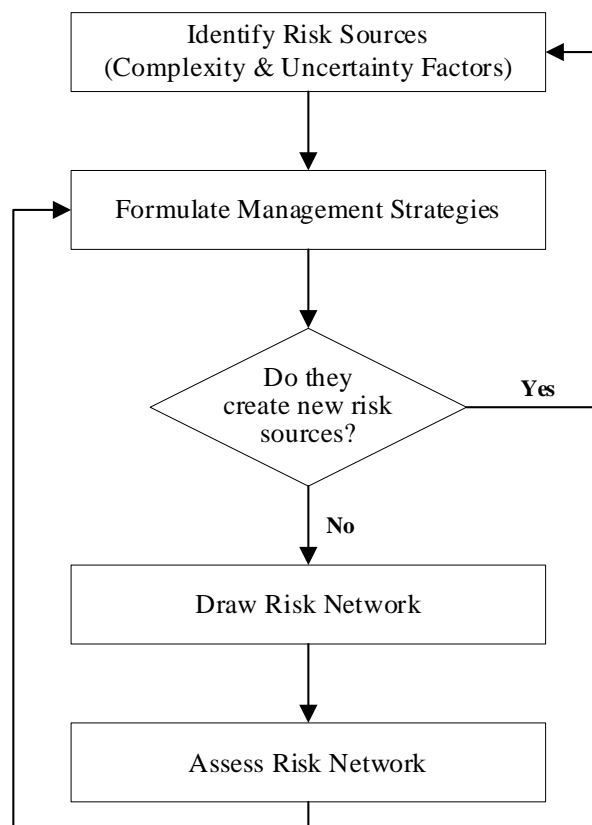 Identify Risk Sources
(Complexity & Uncertainty Factors)
Formulate Management Strategies
Do they
create new risk
sources?
Yes
No
Draw Risk Network
Assess Risk Network